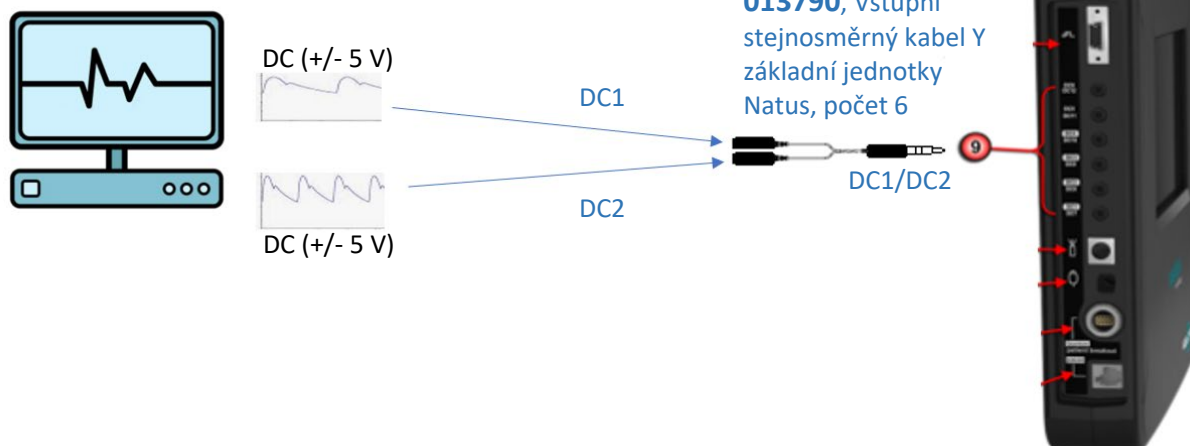 013790, Vstupní
stejnosměrný kabel Y
základní jednotky
Natus, počet 6
DC (+/- 5 V)
DC1
9
DC1/DC2
DC2
DC (+/- 5 V)